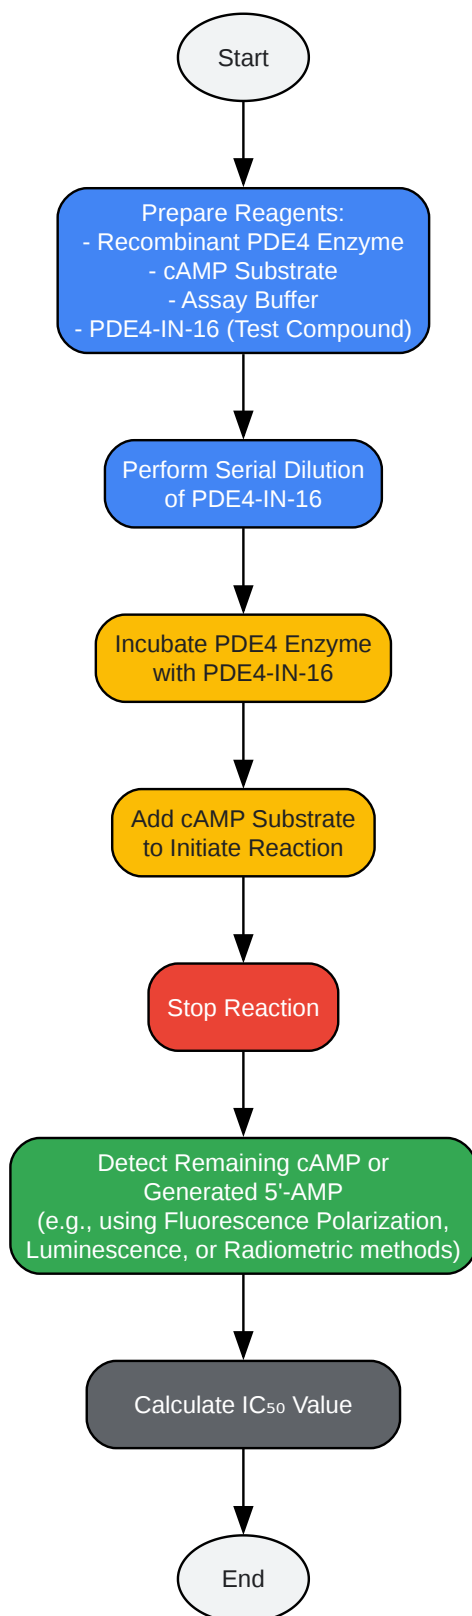 Start
Prepare Reagents:
- Recombinant PDE4 Enzyme
- cAMP Substrate
- Assay Buffer
- PDE4-IN-16 (Test Compound)
Perform Serial Dilution
of PDE4-IN-16
Incubate PDE4 Enzyme
with PDE4-IN-16
Add cAMP Substrate
to Initiate Reaction
Stop Reaction
Detect Remaining cAMP or
Generated 5'-AMP
(e.g., using Fluorescence Polarization,
Luminescence, or Radiometric methods)
Calculate IC₅₀ Value
End